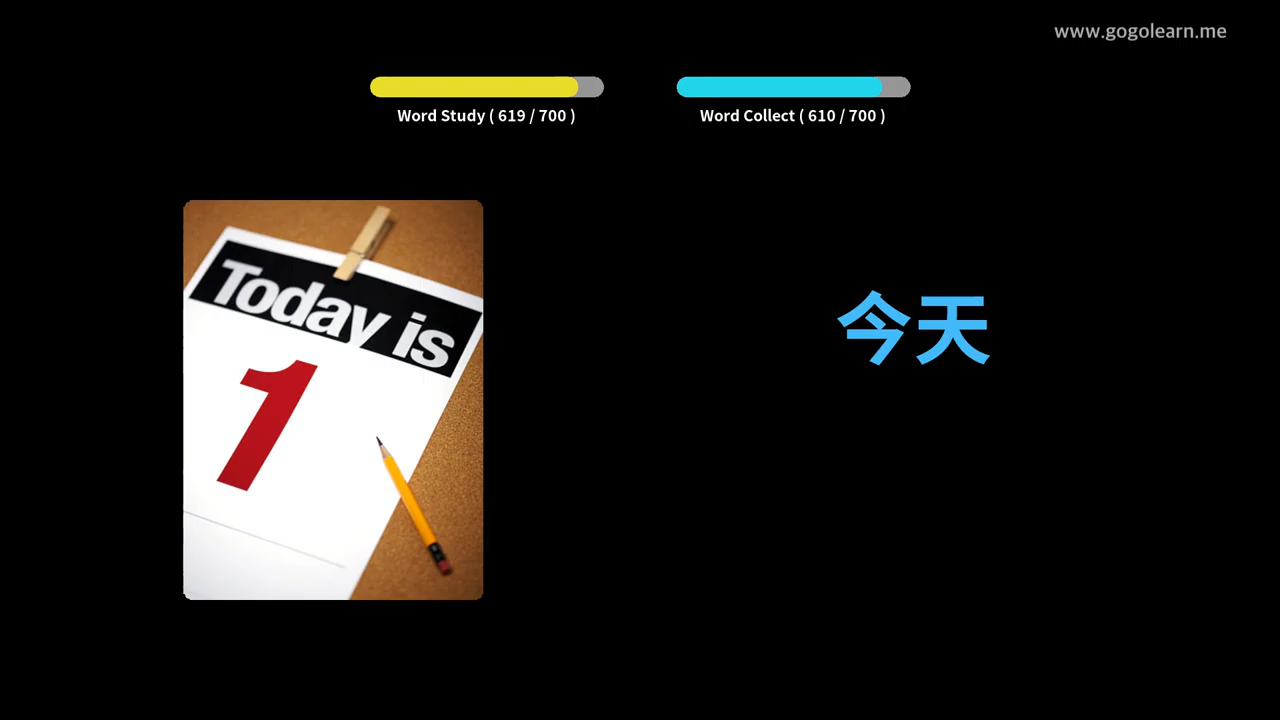 www.gogolearn.me
Word Study ( 619 / 700 )
Word Collect ( 610 / 700 )
Today is
1
今天